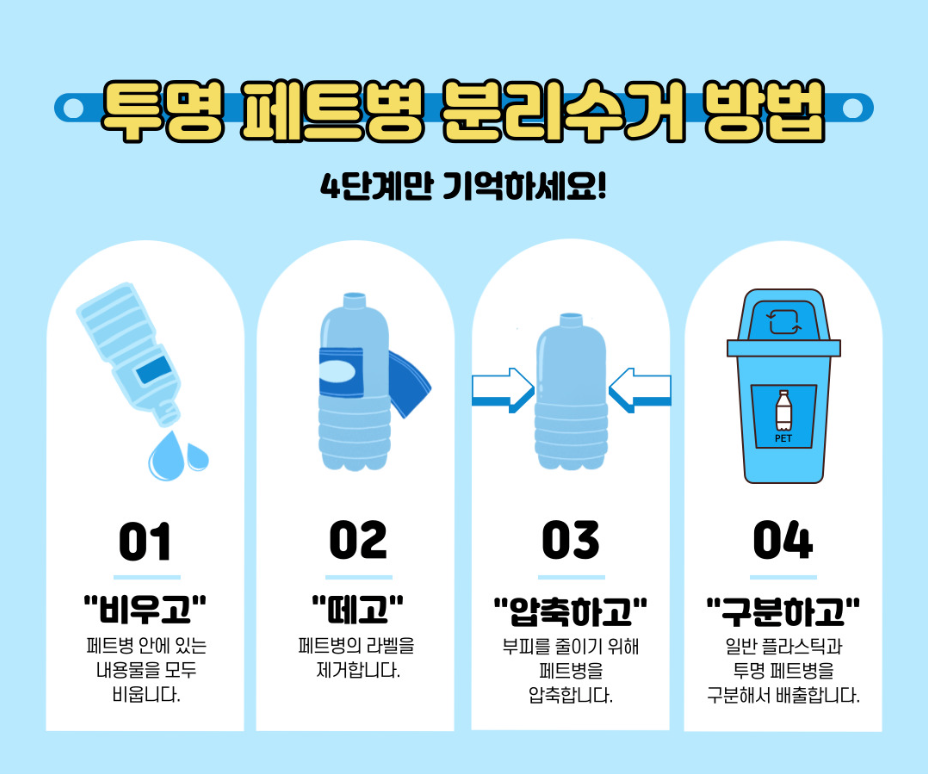 투명 페트병 분리수거 방법
4단계만 기억하세요!
PET
01
"비우고"
페트병 안에 있는
내용물을 모두
비웁니다.
02
"떼고"
페트병의 라벨을
제거합니다.
03
"압축하고"
부피를 줄이기 위해
페트병을
압축합니다.
04
"구분하고"
일반 플라스틱과
투명 페트병을
구분해서 배출합니다.